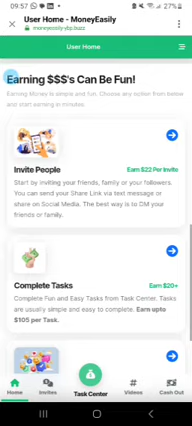 09:57
27%
User Home - MoneyEasily
moneyeasily-ybp.buzz
User Home
Earning $$$'s Can Be Fun!
Earning Money is simple and fun. Choose any option from below
and start earning in minutes.
Invite People
Earn $22 Per Invite
Start by inviting your friends, family or your followers.
You can send your Share Link via text message or
share on Social Media. The best way is to DM your
friends or family.
Complete Tasks
Earn $20+
Complete Fun and Easy Tasks from Task Center. Tasks
are usually simple and easy to complete. Earn upto
$105 per Task.
Home
Invites
Task Center
Videos
Cash Out